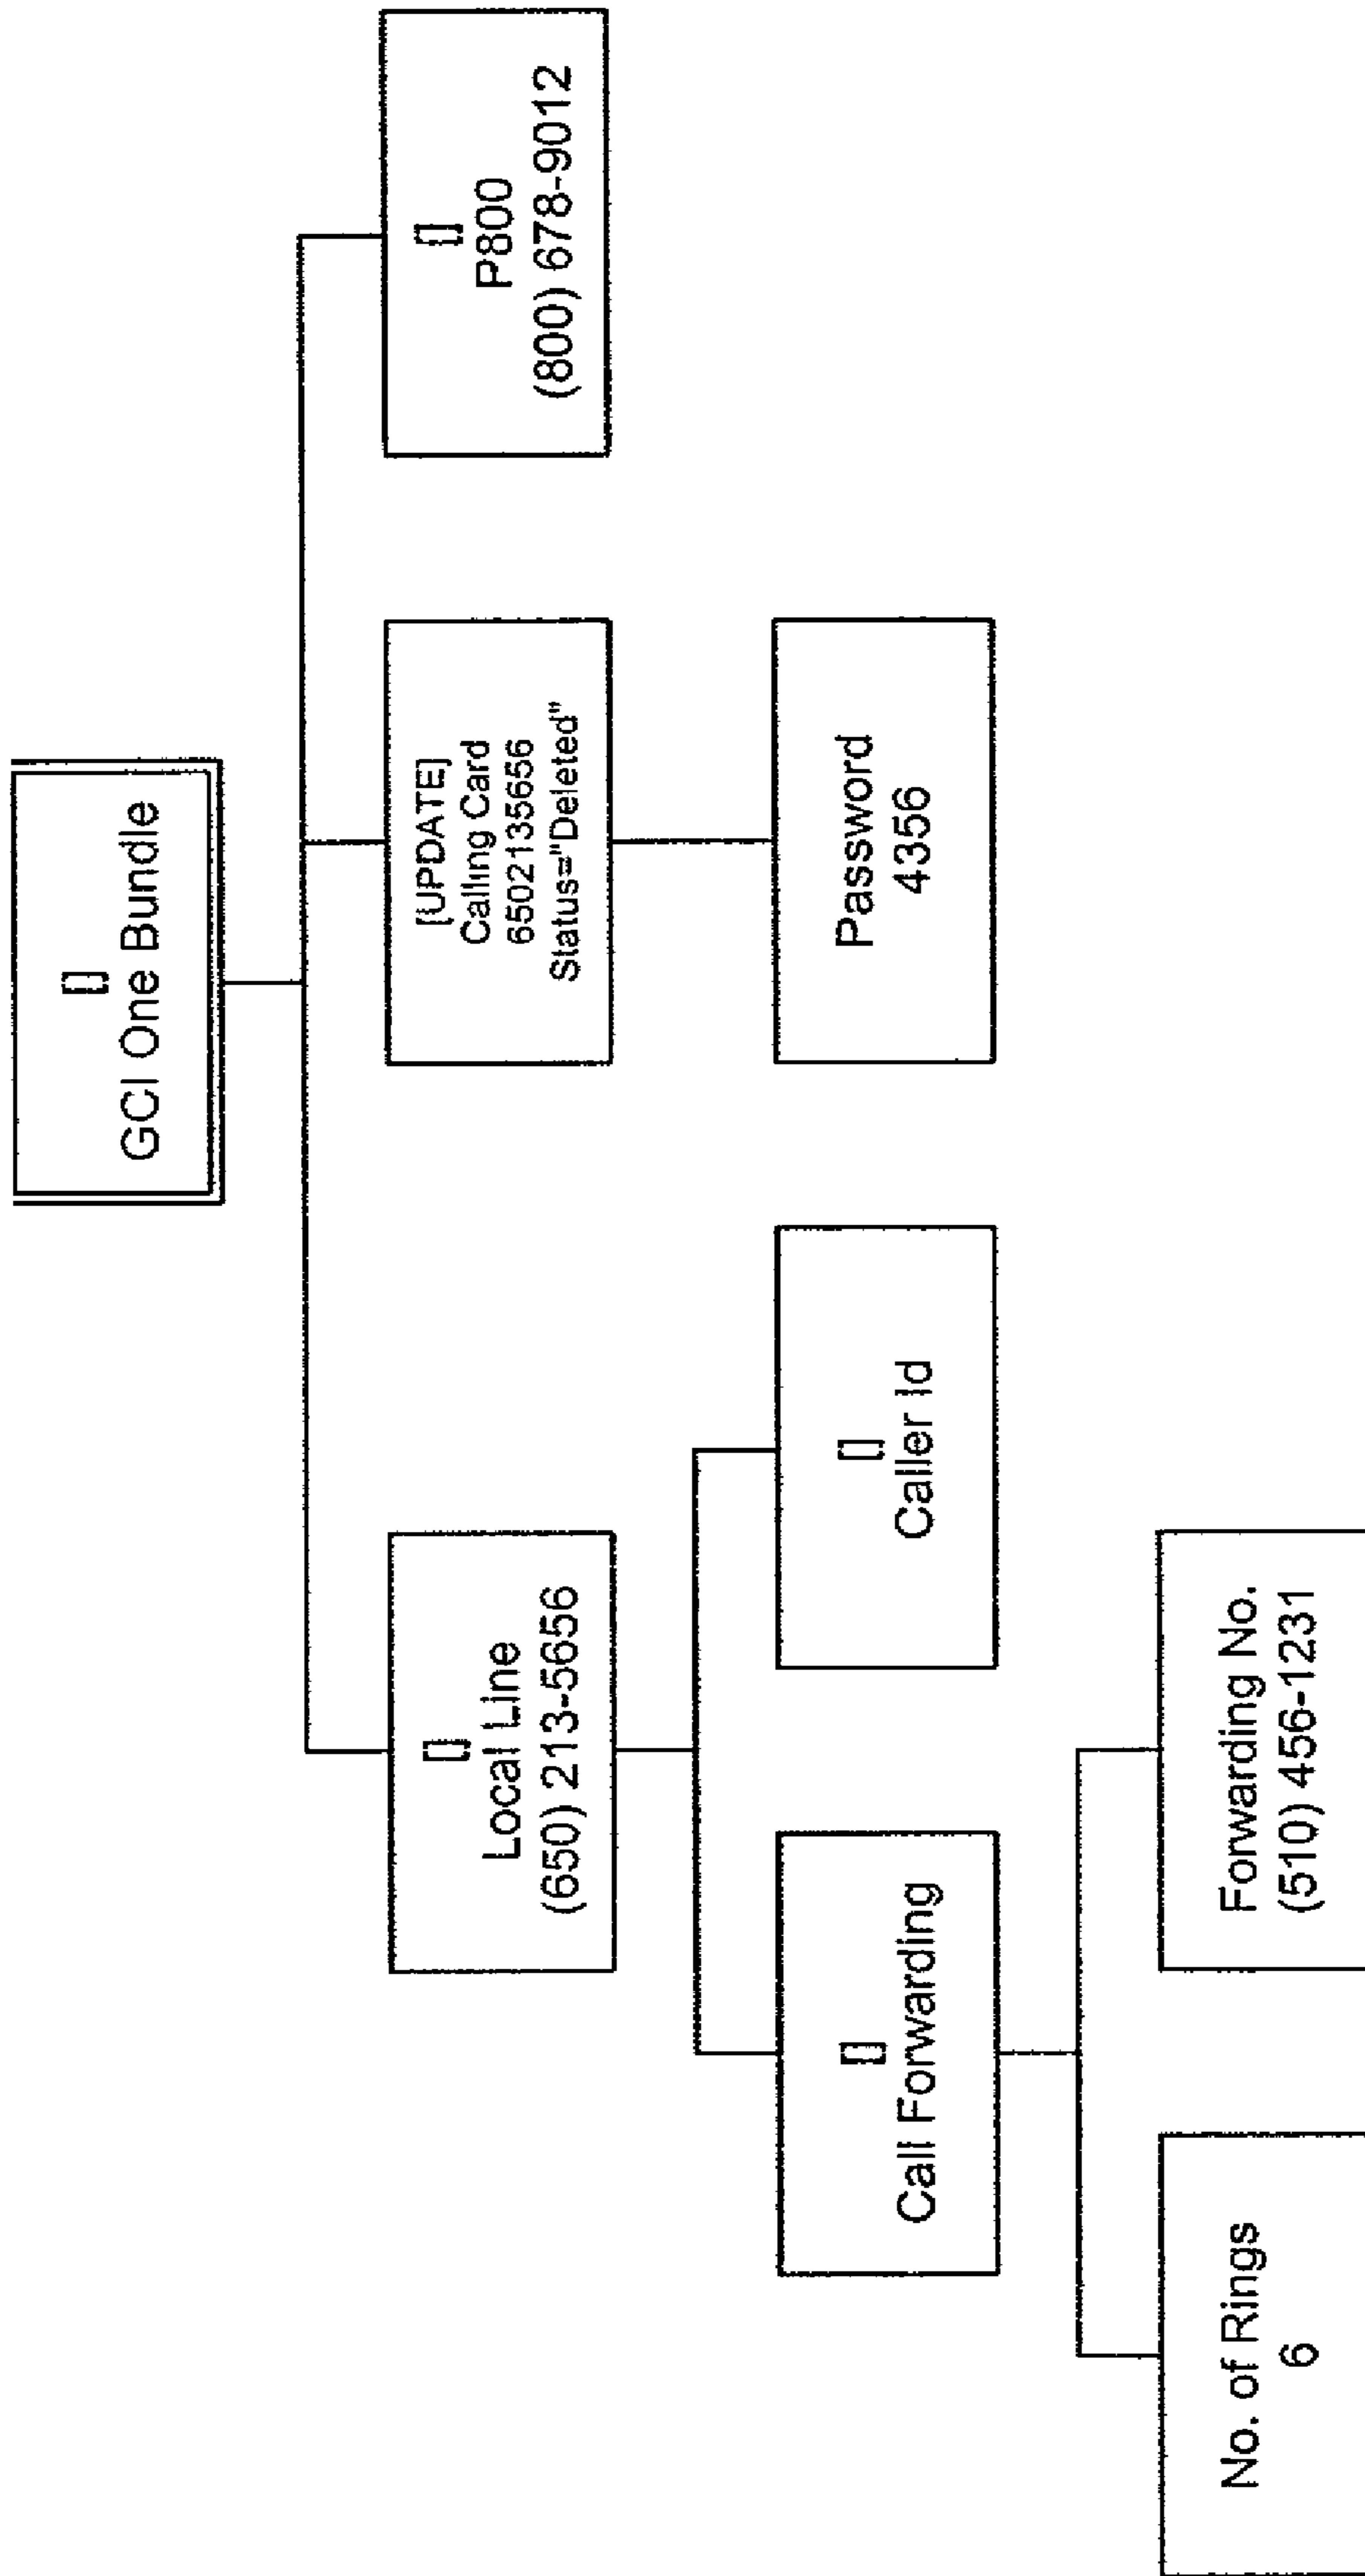 []
GCI One Bundle
[]
Local Line
(650) 213-5656
[UPDATE]
Calling Card
6502135656
Status="Deleted"
[]
P800
(800) 678-9012
[]
Call Forwarding
[]
Caller Id
Password
4356
No. of Rings
6
Forwarding No.
(510) 456-1231